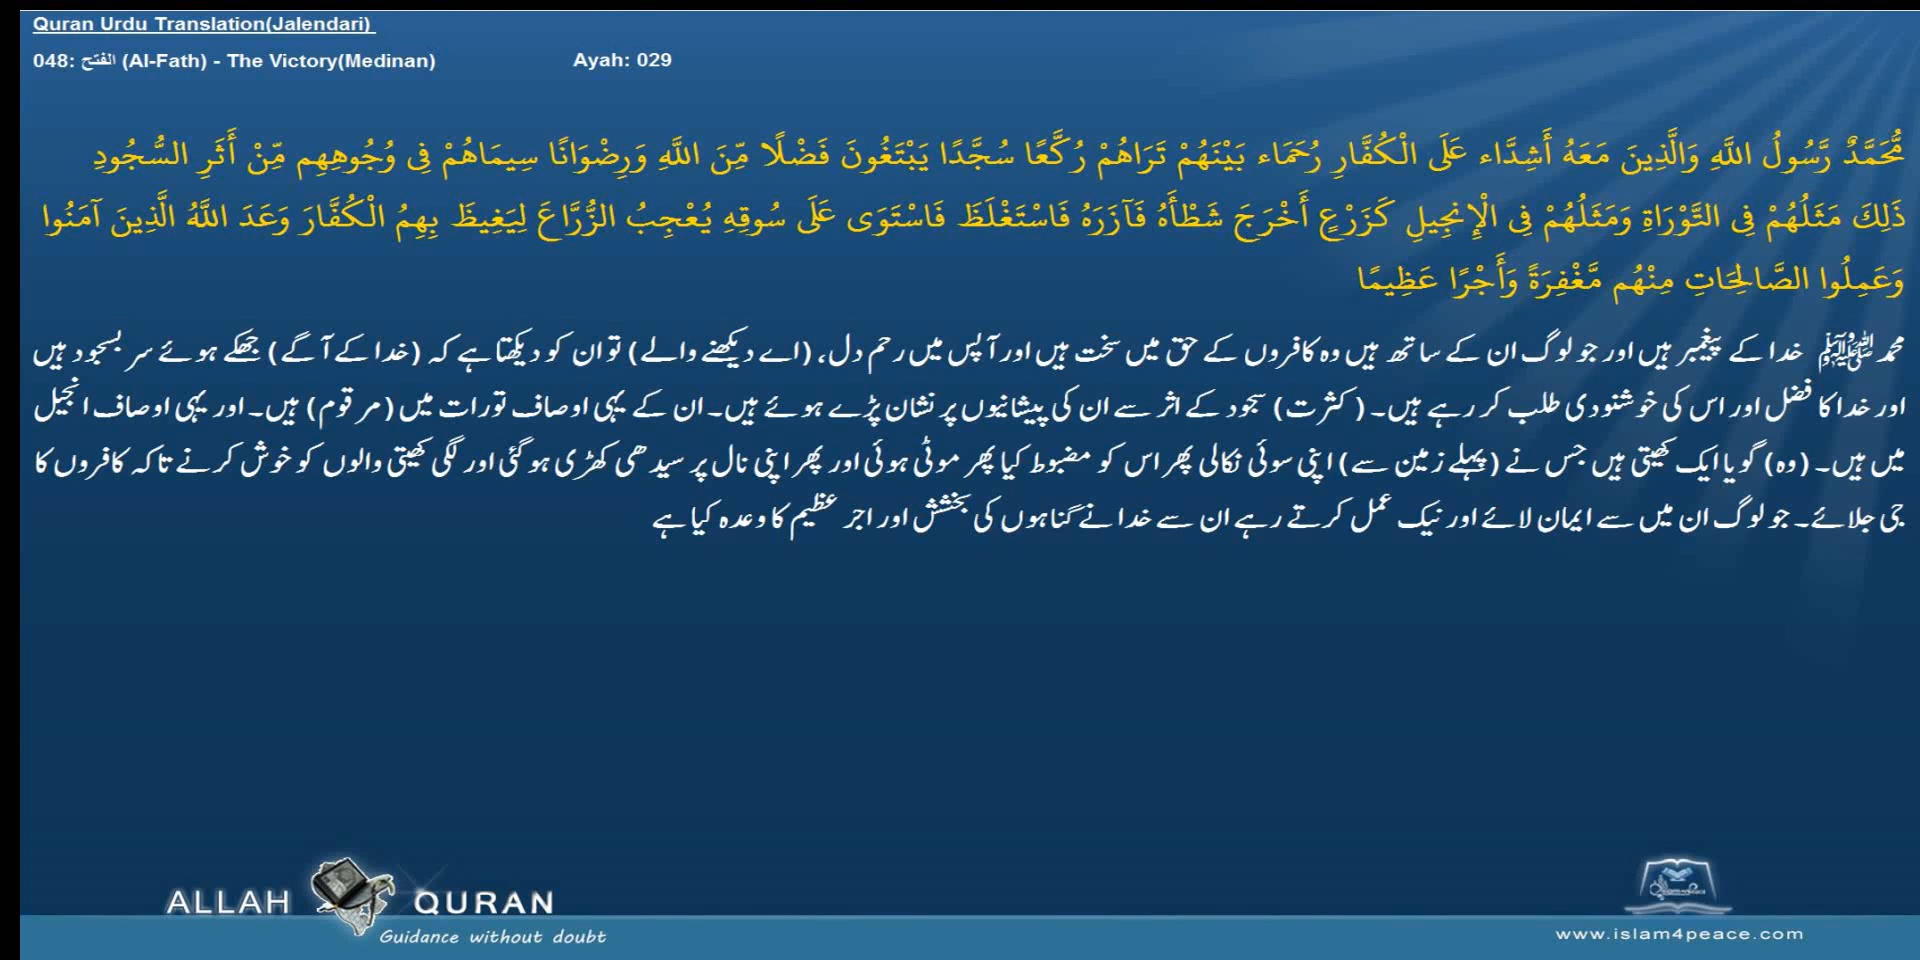 Quran Urdu Translation(Jalendari)
048: الفتح (Al-Fath) - The Victory(Medinan) Ayah: 029
مُّحَمَّدٌ رَّسُولُ اللَّهِ وَالَّذِينَ مَعَهُ أَشِدَّاء عَلَى الْكُفَّارِ رُحَمَاء بَيْنَهُمْ تَرَاهُمْ رُكَّعًا سُجَّدًا يَبْتَغُونَ فَضْلًا مِّنَ اللَّهِ وَرِضْوَانًا سِيمَاهُمْ فِي وُجُوهِهِم مِّنْ أَثَرِ السُّجُودِ
ذَلِكَ مَثَلُهُمْ فِي التَّوْرَاةِ وَمَثَلُهُمْ فِي الْإِنجِيلِ كَزَرْعٍ أَخْرَجَ شَطْأَهُ فَآزَرَهُ فَاسْتَغْلَظَ فَاسْتَوَى عَلَى سُوقِهِ يُعْجِبُ الزُّرَّاعَ لِيَغِيظَ بِهِمُ الْكُفَّارَ وَعَدَ اللَّهُ الَّذِينَ آمَنُوا
وَعَمِلُوا الصَّالِحَاتِ مِنْهُم مَّغْفِرَةً وَأَجْرًا عَظِيمًا
محمد ﷺ خدا کے پیغمبر ہیں اور جو لوگ ان کے ساتھ ہیں وہ کافروں کے حق میں سخت ہیں اور آپس میں رحم دل، (اے دیکھنے والے) تو ان کو دیکھتا ہے کہ (خدا کے آگے) جھکے ہوئے سر بسجود ہیں
اور خدا کا فضل اور اس کی خوشنودی طلب کر رہے ہیں۔ (کثرت) سجود کے اثر سے ان کی پیشانیوں پر نشان پڑے ہوئے ہیں۔ ان کے یہی اوصاف تورات میں (مرقوم) ہیں۔ اور یہی اوصاف انجیل
میں ہیں۔ (وہ) گویا ایک کھیتی ہیں جس نے (پہلے زمین سے) اپنی سوئی نکالی پھر اس کو مضبوط کیا پھر موٹی ہوئی اور پھر اپنی نال پر سیدھی کھڑی ہوگئی اور لگی کھیتی والوں کو خوش کرنے تاکہ کافروں کا
جی جلائے۔ جو لوگ ان میں سے ایمان لائے اور نیک عمل کرتے رہے ان سے خدا نے گناہوں کی بخشش اور اجر عظیم کا وعدہ کیا ہے
ALLAH QURAN
Guidance without doubt
www.islam4peace.com